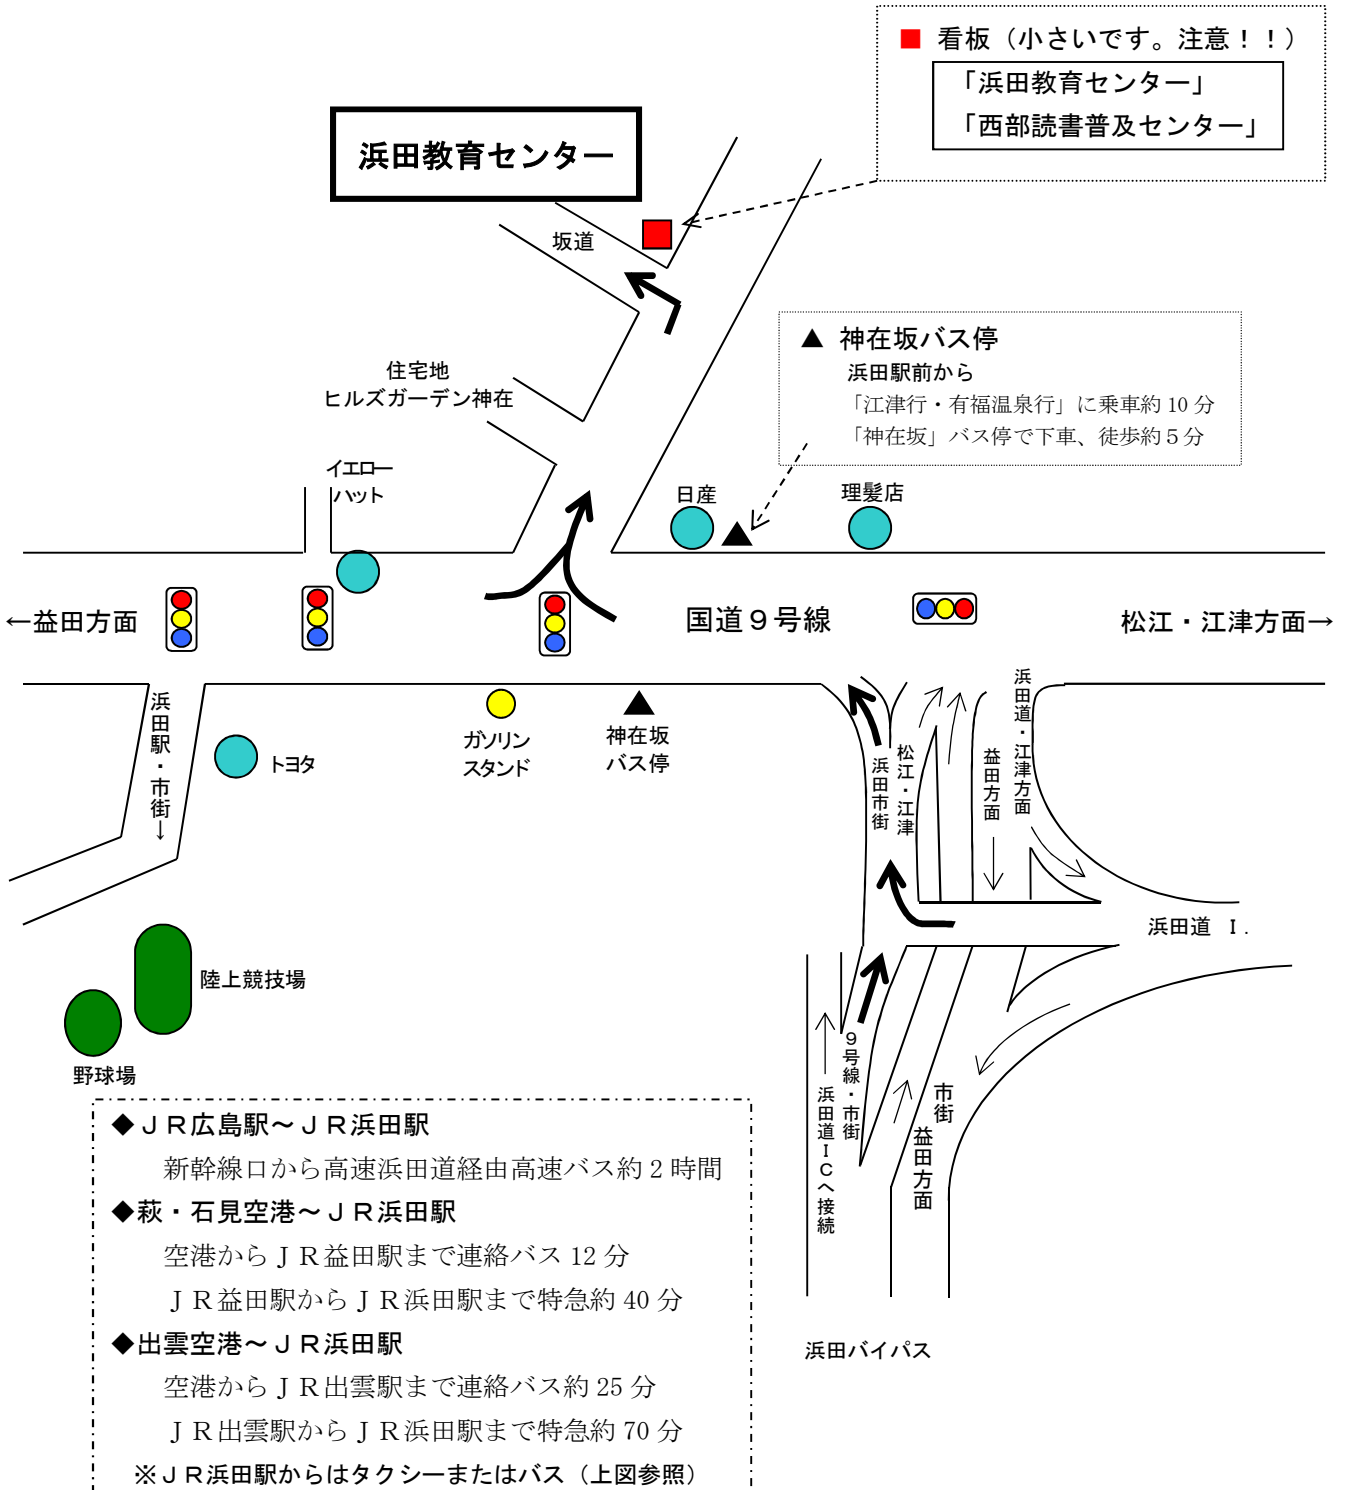 ■ 看板（小さいです。注意！！）
「浜田教育センター」
「西部読書普及センター」
浜田教育センター
坂道
▲ 神在坂バス停
浜田駅前から
「江津行・有福温泉行」に乗車約 10 分
「神在坂」バス停で下車、徒歩約５分
住宅地
ヒルズガーデン神在
イエロー
ハット
日産
理髪店
←益田方面
国道９号線
松江・江津方面→
浜田駅・市街→
トヨタ
ガソリン
スタンド
神在坂
バス停
浜田市街
松江・江津
益田方面
浜田道・江津方面
浜田道 Ｉ.
陸上競技場
野球場
９号線・市街
浜田道ＩＣへ接続
市街
益田方面
浜田バイパス
◆ＪＲ広島駅～ＪＲ浜田駅
新幹線口から高速浜田道経由高速バス約 2 時間
◆萩・石見空港～ＪＲ浜田駅
空港からＪＲ益田駅まで連絡バス 12 分
ＪＲ益田駅からＪＲ浜田駅まで特急約 40 分
◆出雲空港～ＪＲ浜田駅
空港からＪＲ出雲駅まで連絡バス約 25 分
ＪＲ出雲駅からＪＲ浜田駅まで特急約 70 分
※ＪＲ浜田駅からはタクシーまたはバス（上図参照）